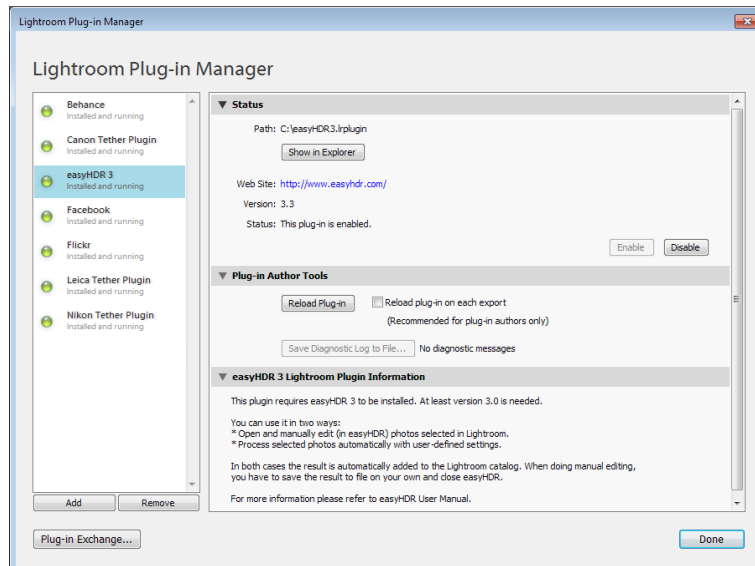 Lightroom Plug-in Manager
Lightroom Plug-in Manager
Behance
Installed and running
Canon Tether Plugin
Installed and running
easyHDR 3
Installed and running
Facebook
Installed and running
Flickr
Installed and running
Leica Tether Plugin
Installed and running
Nikon Tether Plugin
Installed and running
Add Remove
Plug-in Exchange...
Status
Path: C:\easyHDR3.lrplugin
Show in Explorer
Web Site: http://www.easyhdr.com/
Version: 3.3
Status: This plug-in is enabled.
Enable Disable
Plug-in Author Tools
Reload Plug-in Reload plug-in on each export
(Recommended for plug-in authors only)
Save Diagnostic Log to File... No diagnostic messages
easyHDR 3 Lightroom Plugin Information
This plugin requires easyHDR 3 to be installed. At least version 3.0 is needed.
You can use it in two ways:
* Open and manually edit (in easyHDR) photos selected in Lightroom.
* Process selected photos automatically with user-defined settings.
In both cases the result is automatically added to the Lightroom catalog. When doing manual editing,
you have to save the result to file on your own and close easyHDR.
For more information please refer to easyHDR User Manual.
Done